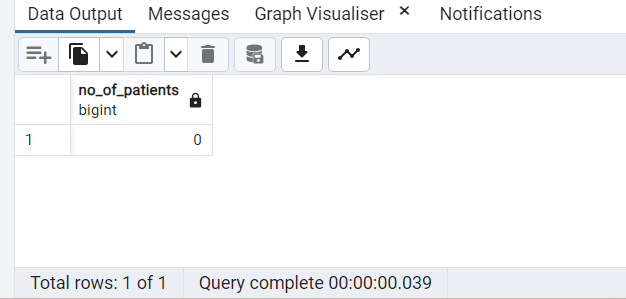 Data Output Messages Graph Visualiser × Notifications
no_of_patients
bigint
1 0
Total rows: 1 of 1 Query complete 00:00:00.039